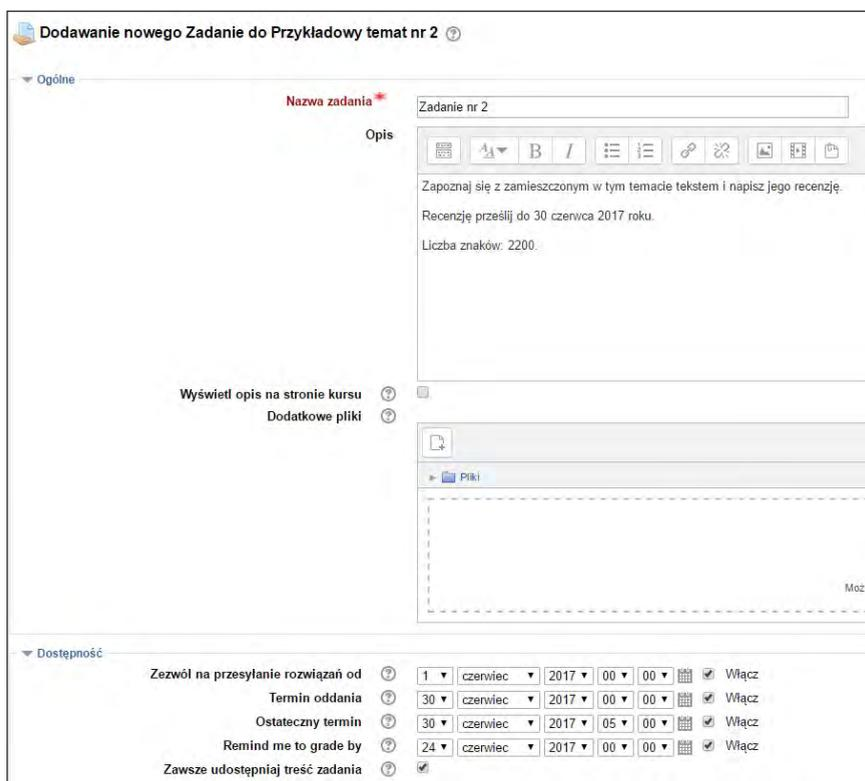 Dodawanie nowego Zadanie do Przykładowy temat nr 2
Ogólne
Nazwa zadania*
Zadanie nr 2
Opis
Zapoznaj się z zamieszczonym w tym temacie tekstem i napisz jego recenzję.
Recenzję prześlij do 30 czerwca 2017 roku.
Liczba znaków: 2200.
Wyświetl opis na stronie kursu
Dodatkowe pliki
Pliki
Moż
Dostępność
Zezwól na przesyłanie rozwiązań od 1 czerwiec 2017 00 00 Włącz
Termin oddania 30 czerwiec 2017 00 00 Włącz
Ostateczny termin 30 czerwiec 2017 05 00 Włącz
Remind me to grade by 24 czerwiec 2017 00 00 Włącz
Zawsze udostępniaj treść zadania